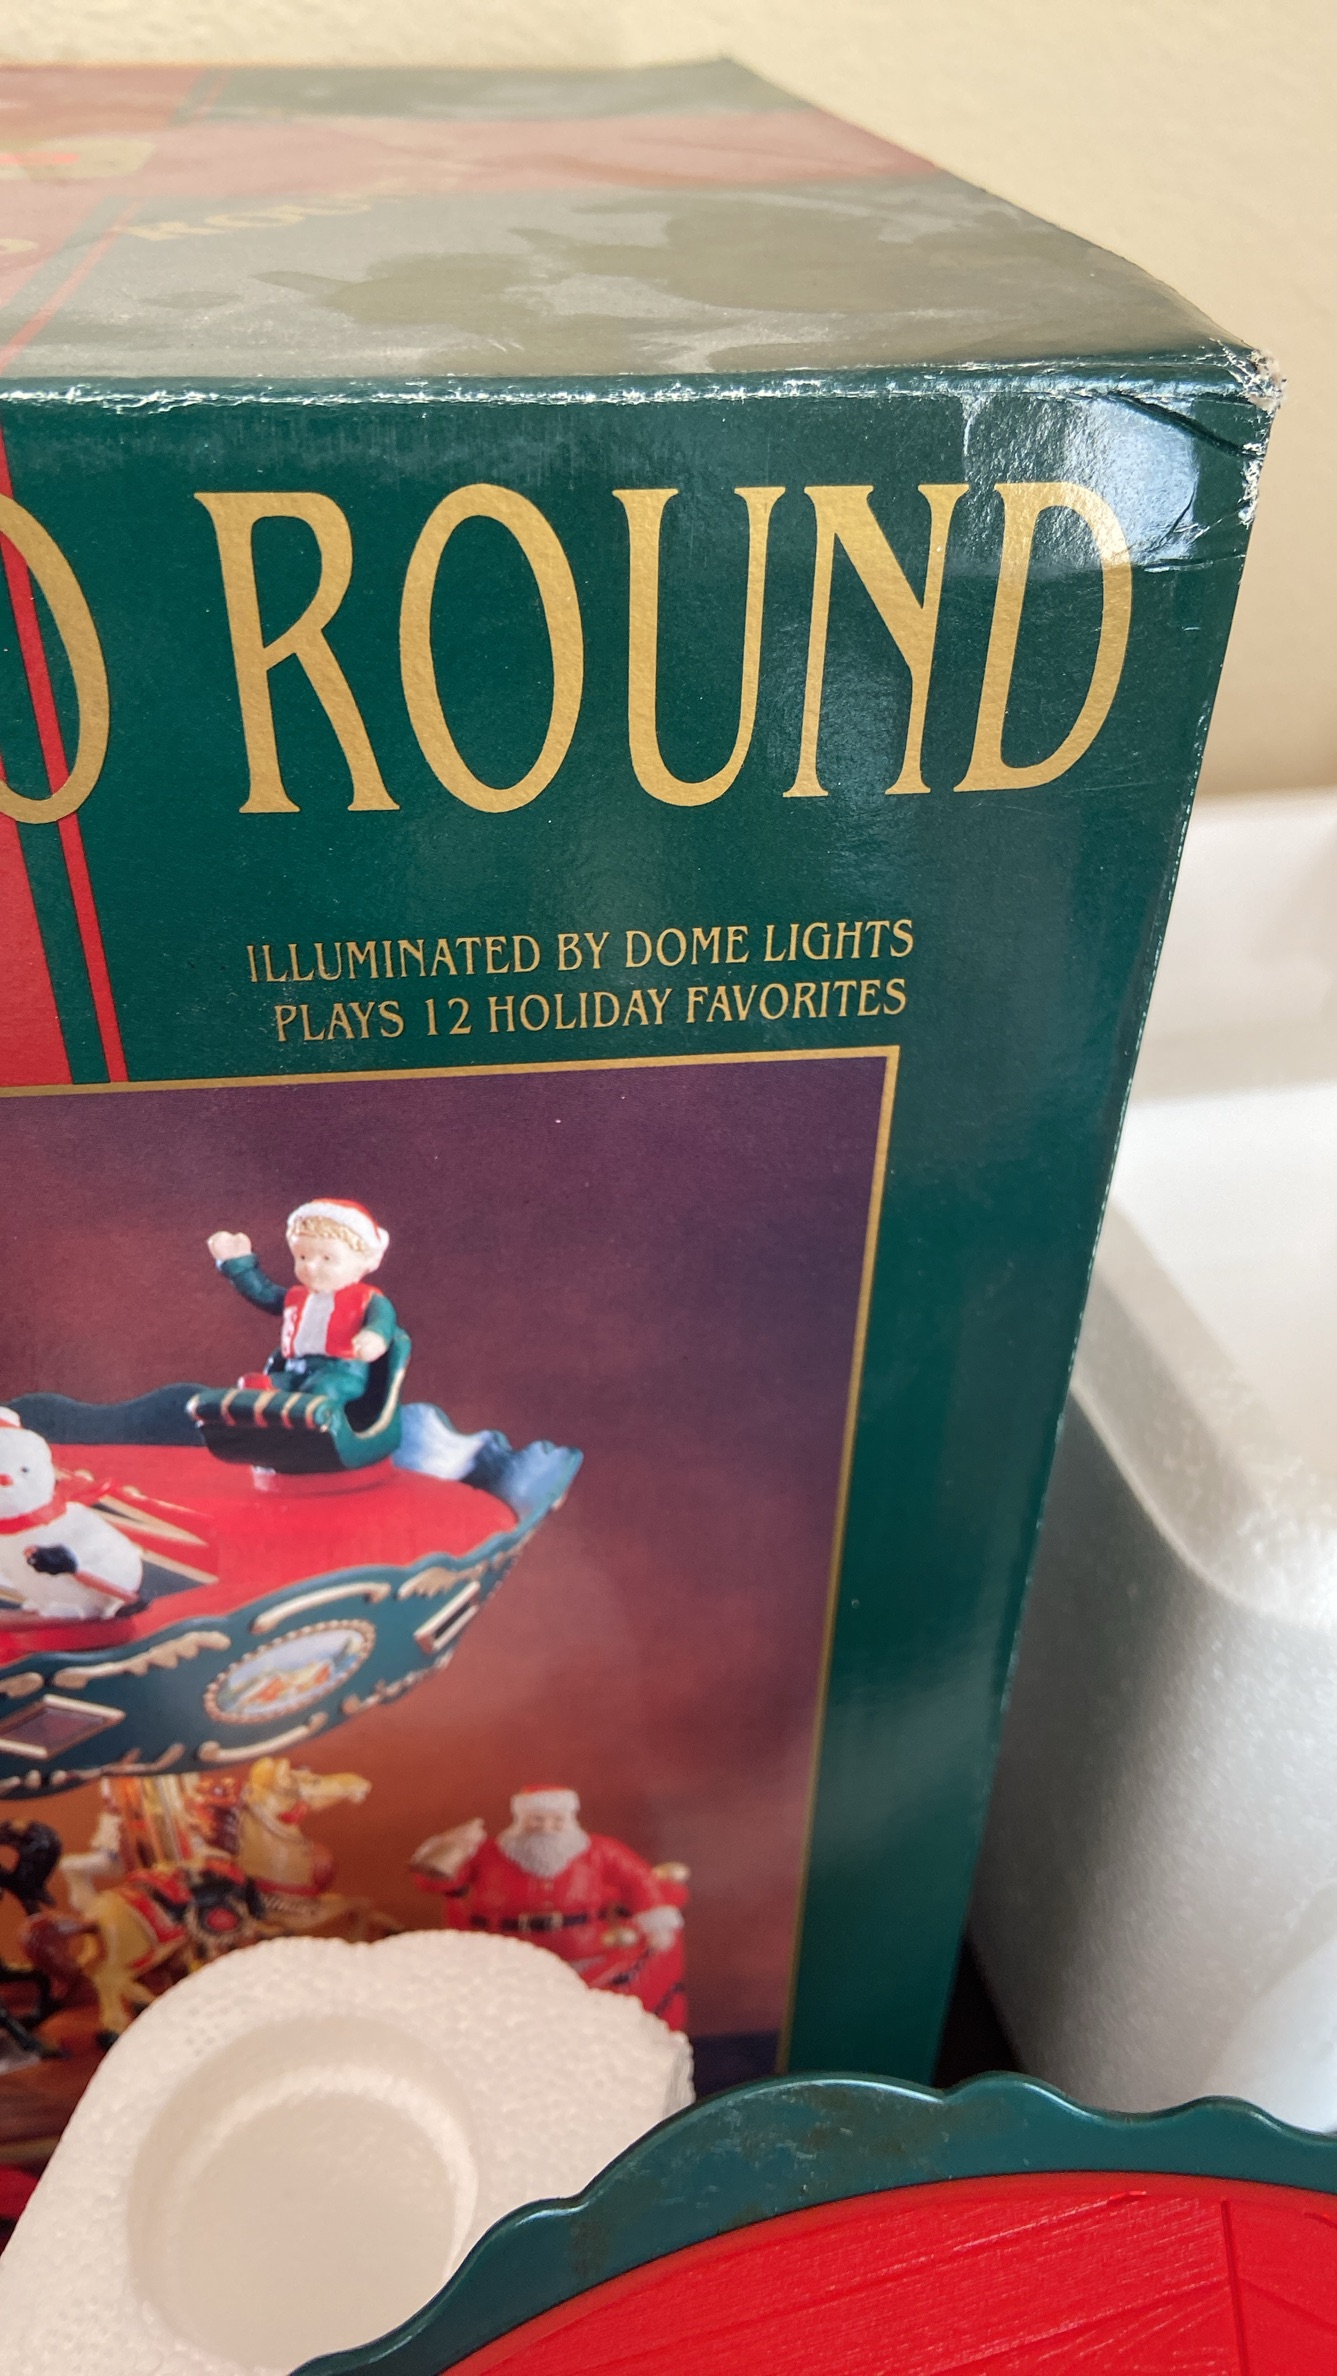 O ROUND
ILLUMINATED BY DOME LIGHTS
PLAYS 12 HOLIDAY FAVORITES